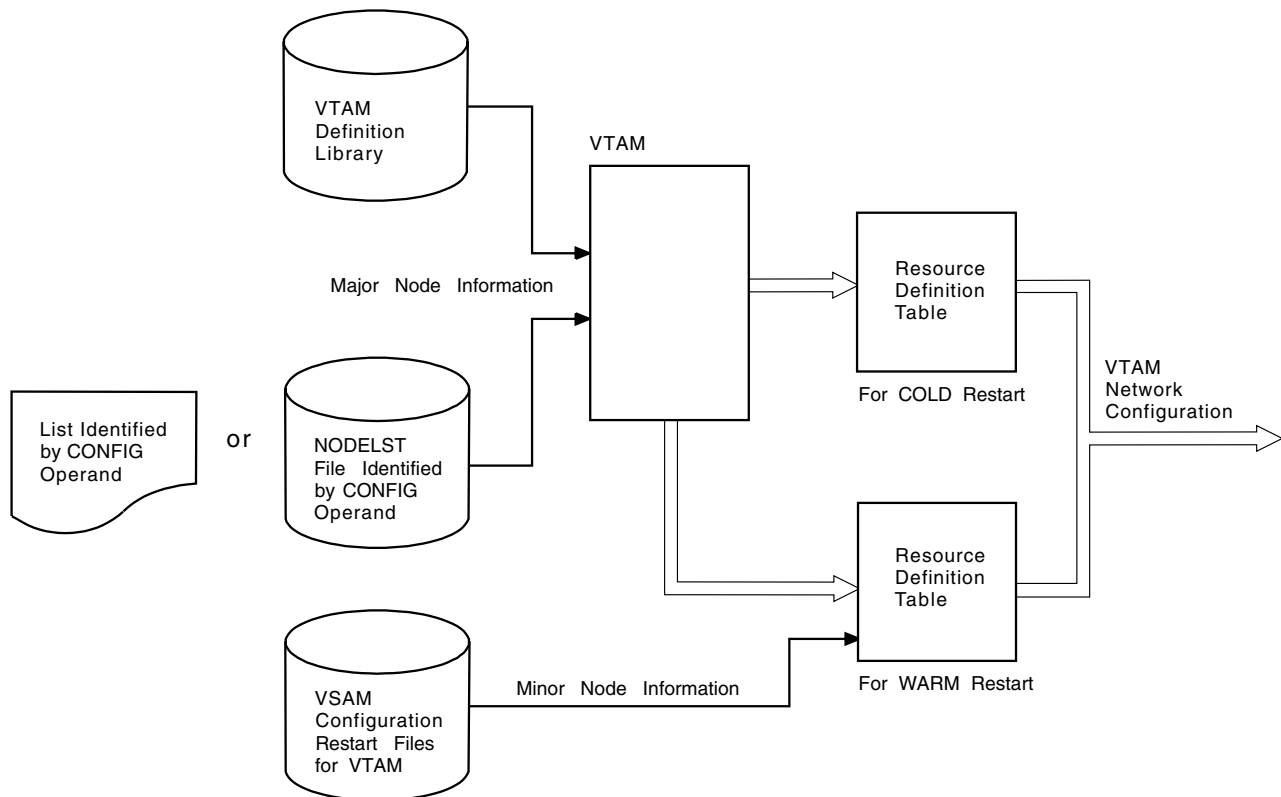 VTAM
Definition
Library
VTAM
Major Node Information
Resource
Definition
Table
For COLD Restart
VTAM
Network
Configuration
List Identified
by CONFIG
Operand
or
NODELST
File Identified
by CONFIG
Operand
Resource
Definition
Table
For WARM Restart
Minor Node Information
VSAM
Configuration
Restart Files
for VTAM